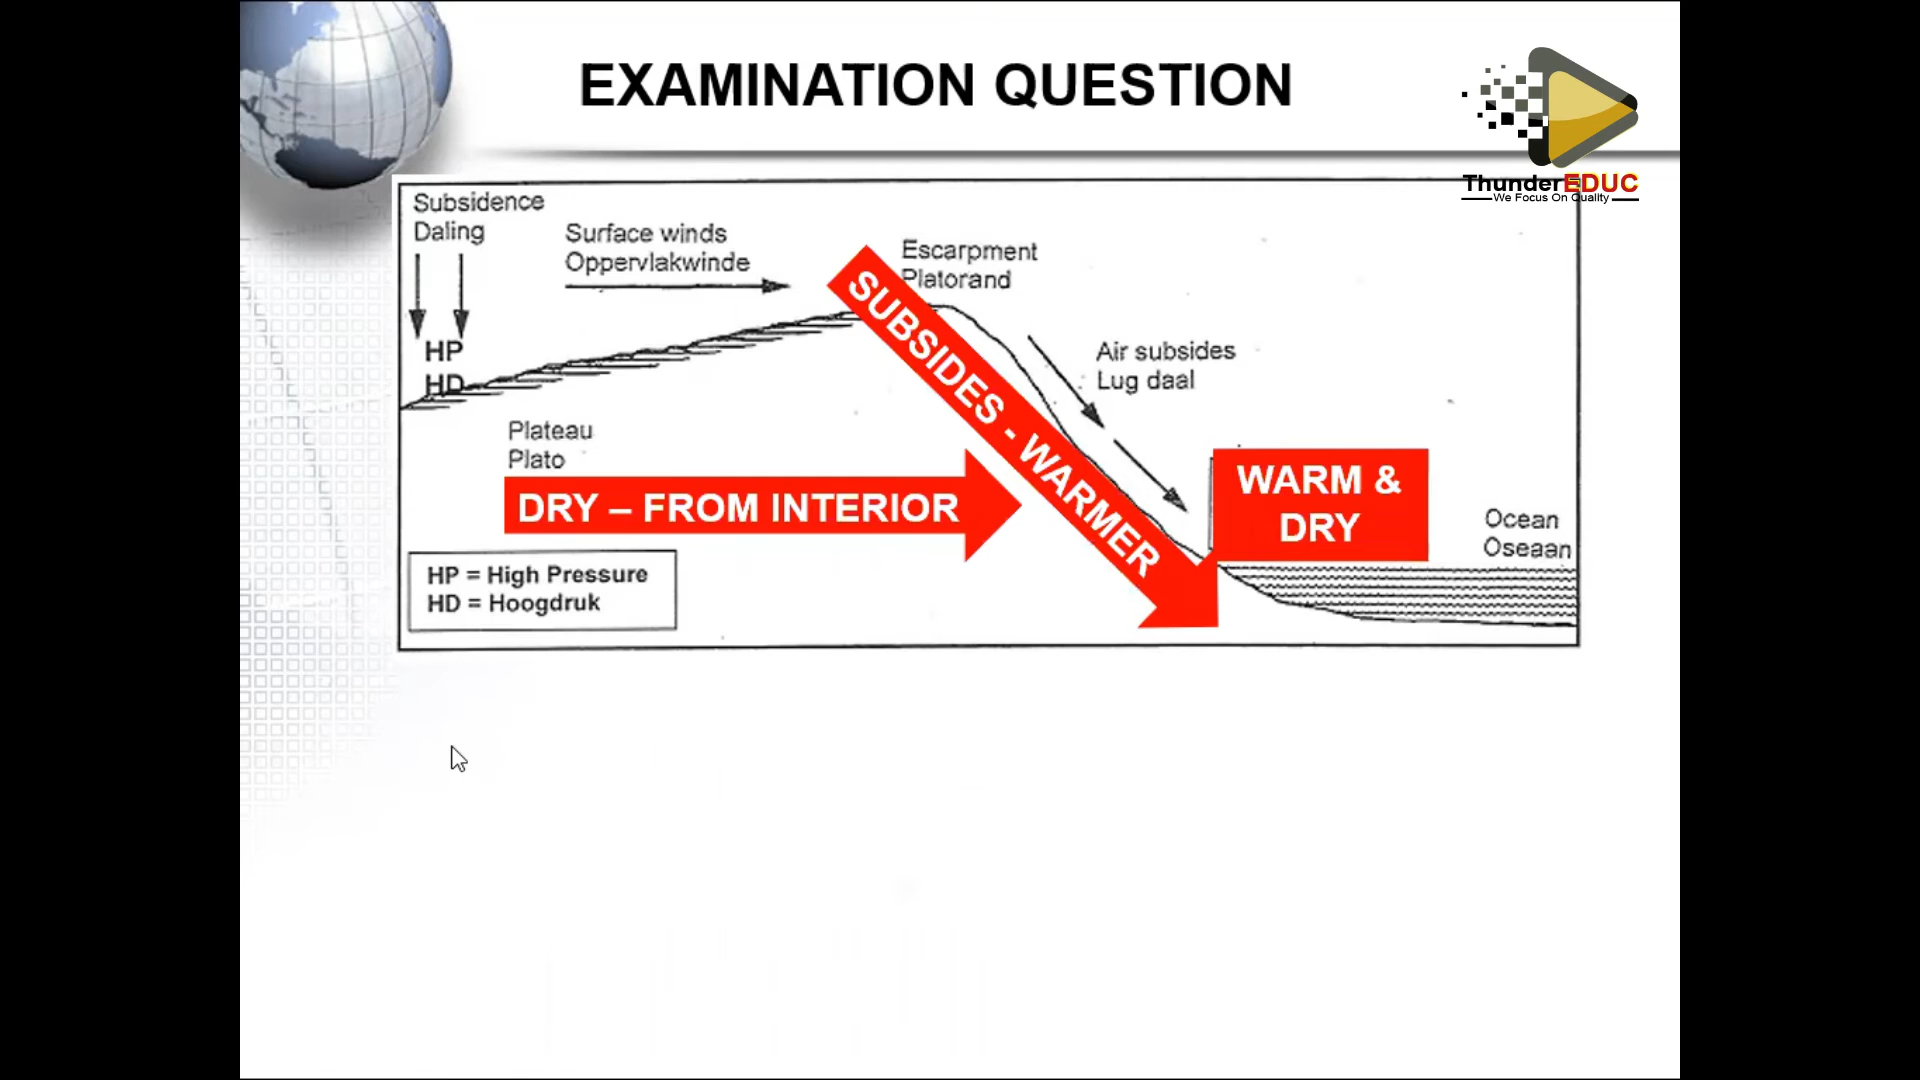 EXAMINATION QUESTION
ThunderEDUC
We Focus On Quality
Subsidence
Daling
Surface winds
Oppervlakwinde
Escarpment
Platorand
HP
HD
SUBSIDES - WARMER
Air subsides
Lug daal
Plateau
Plato
DRY – FROM INTERIOR
WARM &
DRY
Ocean
Oseaan
HP = High Pressure
HD = Hoogdruk